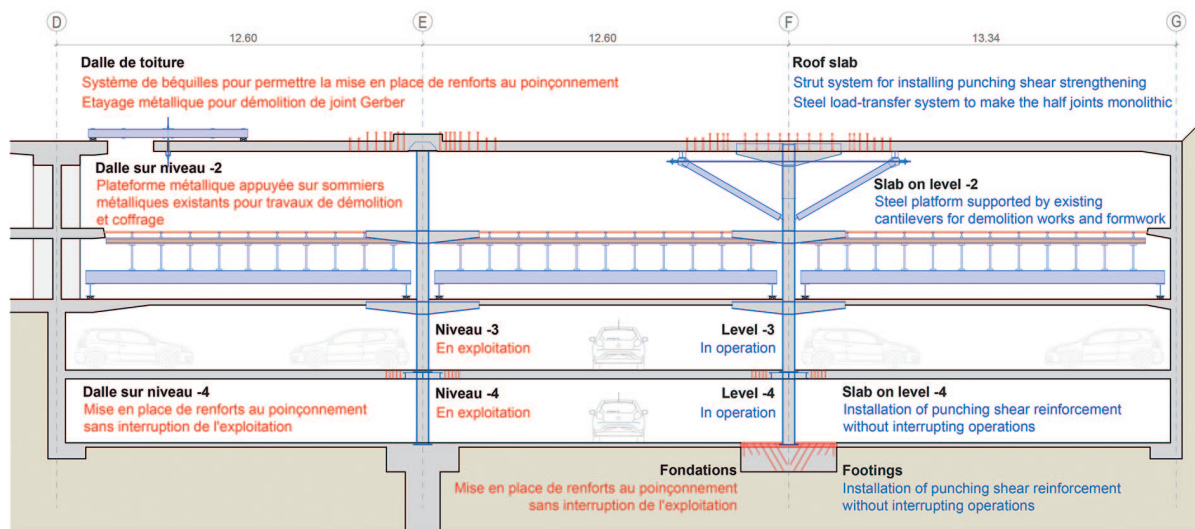 D E F G
12.60 12.60 13.34
Dalle de toiture
Système de béquilles pour permettre la mise en place de renforts au poinçonnement
Etayage métallique pour démolition de joint Gerber
Roof slab
Strut system for installing punching shear strengthening
Steel load-transfer system to make the half joints monolithic
Dalle sur niveau -2
Plateforme métallique appuyée sur sommiers
métalliques existants pour travaux de démolition
et coffrage
Slab on level -2
Steel platform supported by existing
cantilevers for demolition works and formwork
Niveau -3
En exploitation
Level -3
In operation
Dalle sur niveau -4
Mise en place de renforts au poinçonnement
sans interruption de l'exploitation
Niveau -4
En exploitation
Level -4
In operation
Slab on level -4
Installation of punching shear reinforcement
without interrupting operations
Fondations
Mise en place de renforts au poinçonnement
sans interruption de l'exploitation
Footings
Installation of punching shear reinforcement
without interrupting operations